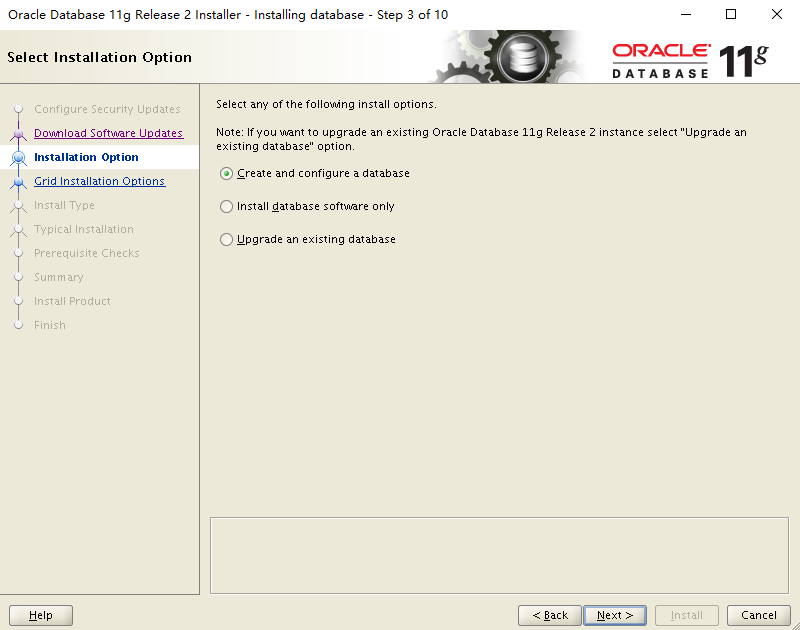 Oracle Database 11g Release 2 Installer - Installing database - Step 3 of 10
Select Installation Option
ORACLE
DATABASE 11g
Configure Security Updates
Download Software Updates
Installation Option
Grid Installation Options
Install Type
Typical Installation
Prerequisite Checks
Summary
Install Product
Finish
Select any of the following install options.
Note: If you want to upgrade an existing Oracle Database 11g Release 2 instance select "Upgrade an
existing database" option.
Create and configure a database
Install database software only
Upgrade an existing database
Help
< Back
Next >
Install
Cancel